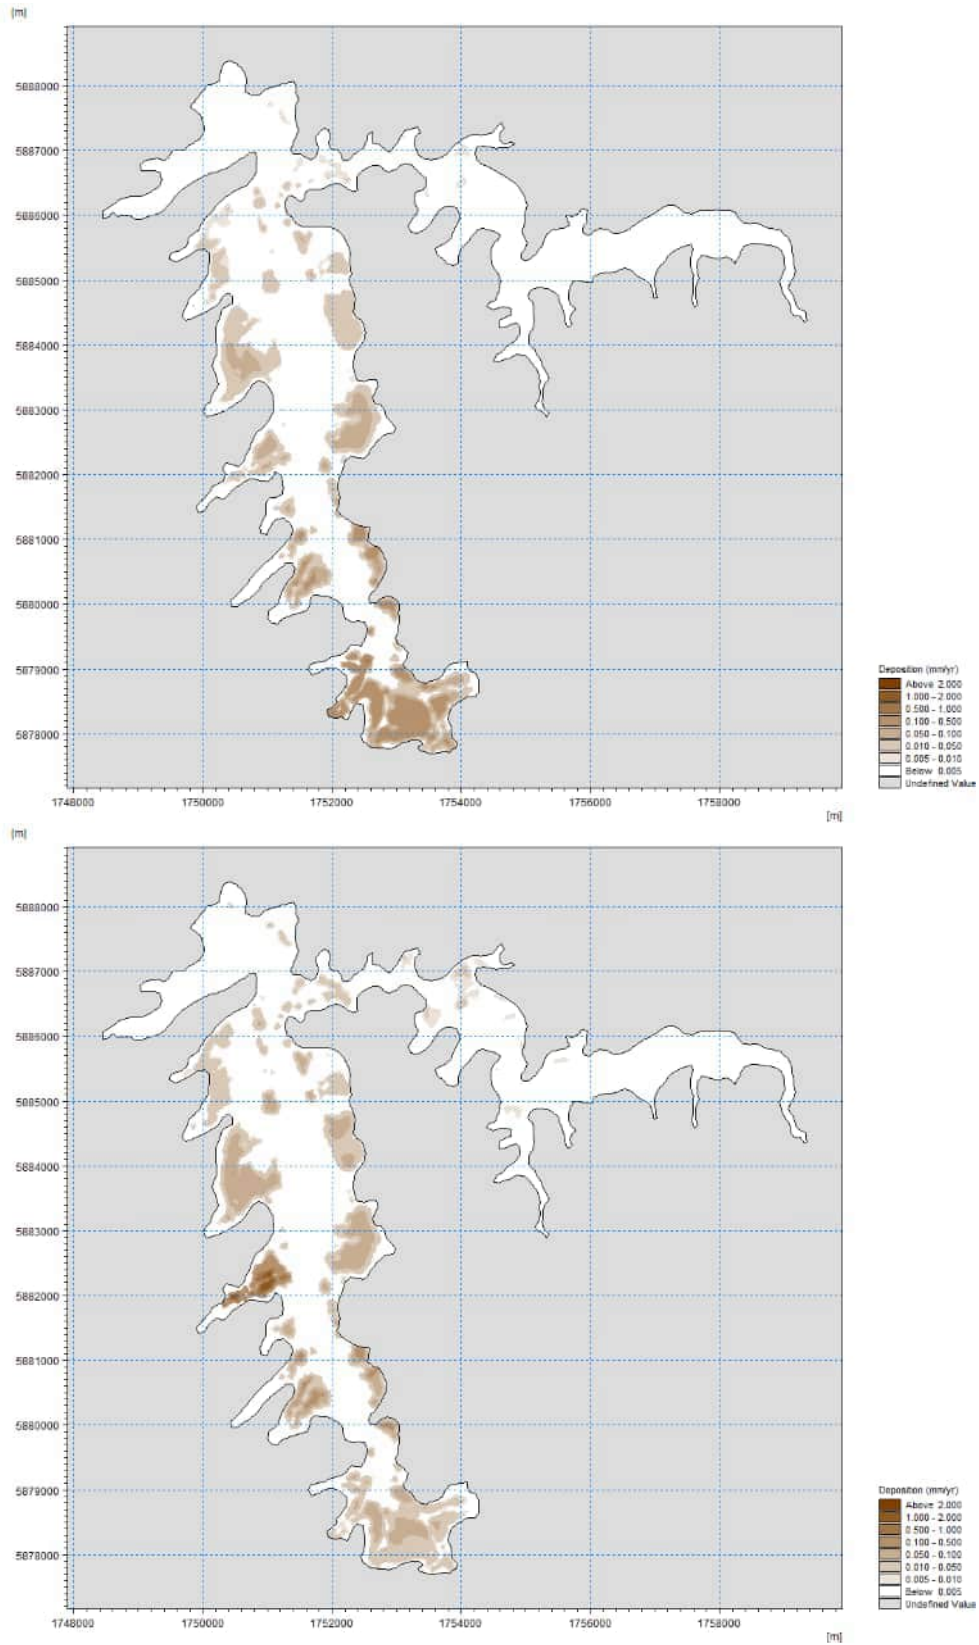 [m]
5888000
5887000
5886000
5885000
5884000
5883000
5882000
5881000
5880000
5879000
5878000
1748000 1750000 1752000 1754000 1756000 1758000
[m]
Deposition (mm/yr)
Above 2.000
1.000 - 2.000
0.500 - 1.000
0.100 - 0.500
0.050 - 0.100
0.010 - 0.050
0.005 - 0.010
Below 0.005
Undefined Value
[m]
5888000
5887000
5886000
5885000
5884000
5883000
5882000
5881000
5880000
5879000
5878000
1748000 1750000 1752000 1754000 1756000 1758000
[m]
Deposition (mm/yr)
Above 2.000
1.000 - 2.000
0.500 - 1.000
0.100 - 0.500
0.050 - 0.100
0.010 - 0.050
0.005 - 0.010
Below 0.005
Undefined Value